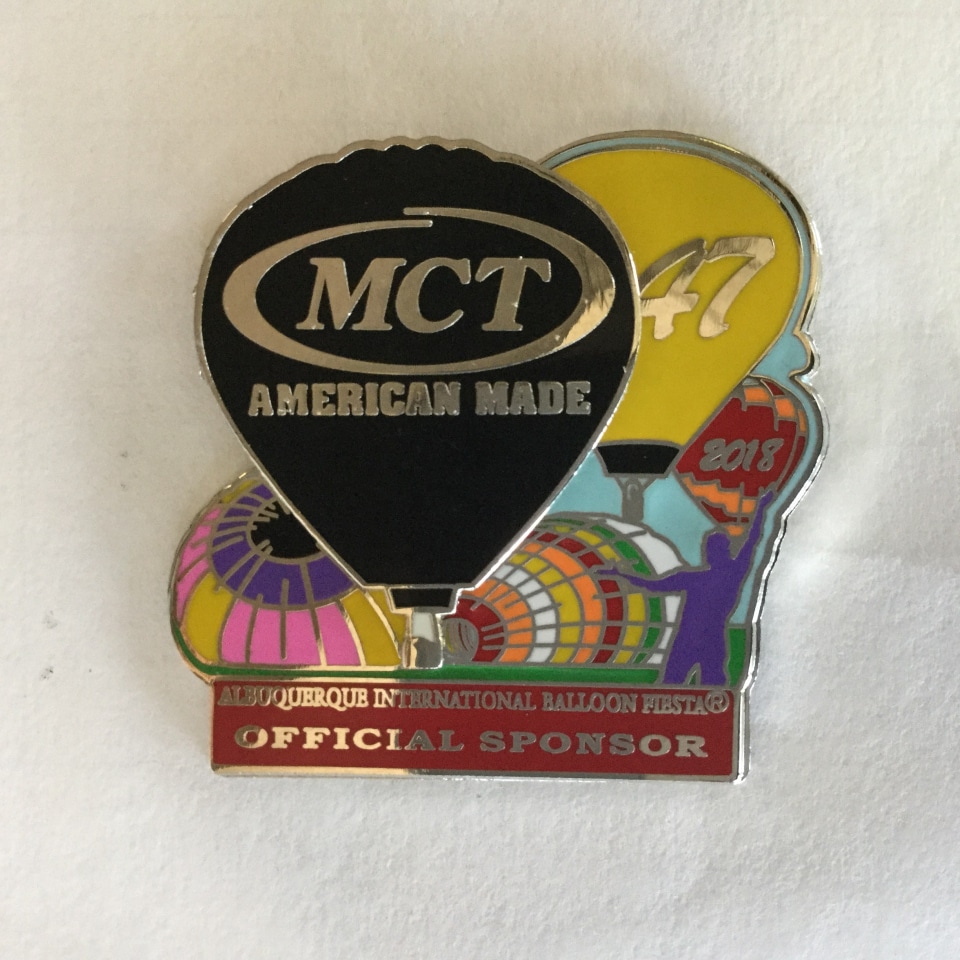 MCT
AMERICAN MADE
47
2018
ALBUQUERQUE INTERNATIONAL BALLOON FIESTA®
OFFICIAL SPONSOR